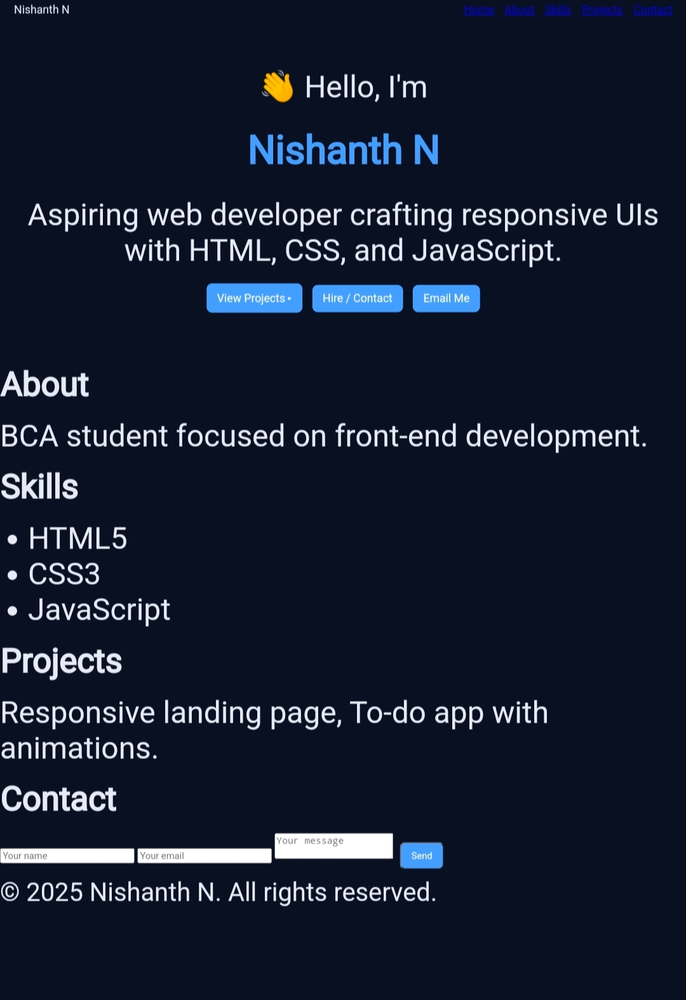 Nishanth N
Home About Skills Projects Contact
👋 Hello, I'm
Nishanth N
Aspiring web developer crafting responsive UIs
with HTML, CSS, and JavaScript.
View Projects ▸ Hire / Contact Email Me
About
BCA student focused on front-end development.
Skills
• HTML5
• CSS3
• JavaScript
Projects
Responsive landing page, To-do app with
animations.
Contact
Your name Your email Your message Send
© 2025 Nishanth N. All rights reserved.